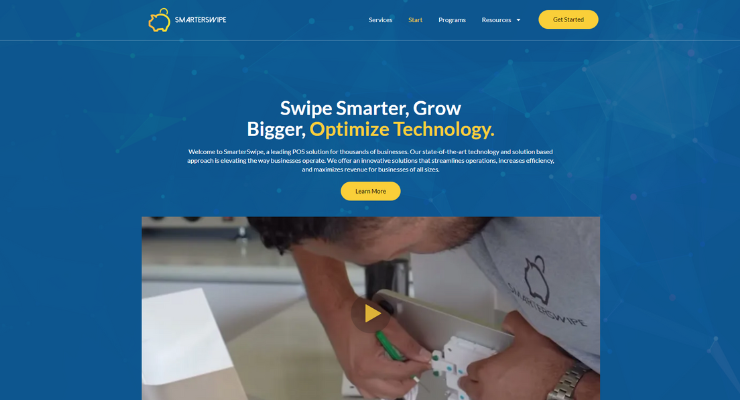 SMARTERSWIPE
Services
Start
Programs
Resources
Get Started
Swipe Smarter, Grow
Bigger, Optimize Technology.
Welcome to SmarterSwipe, a leading POS solution for thousands of businesses. Our state-of-the-art technology and solution based
approach is elevating the way businesses operate. We offer an innovative solutions that streamlines operations, increases efficiency,
and maximizes revenue for businesses of all sizes.
Learn More
SMARTERSWIPE